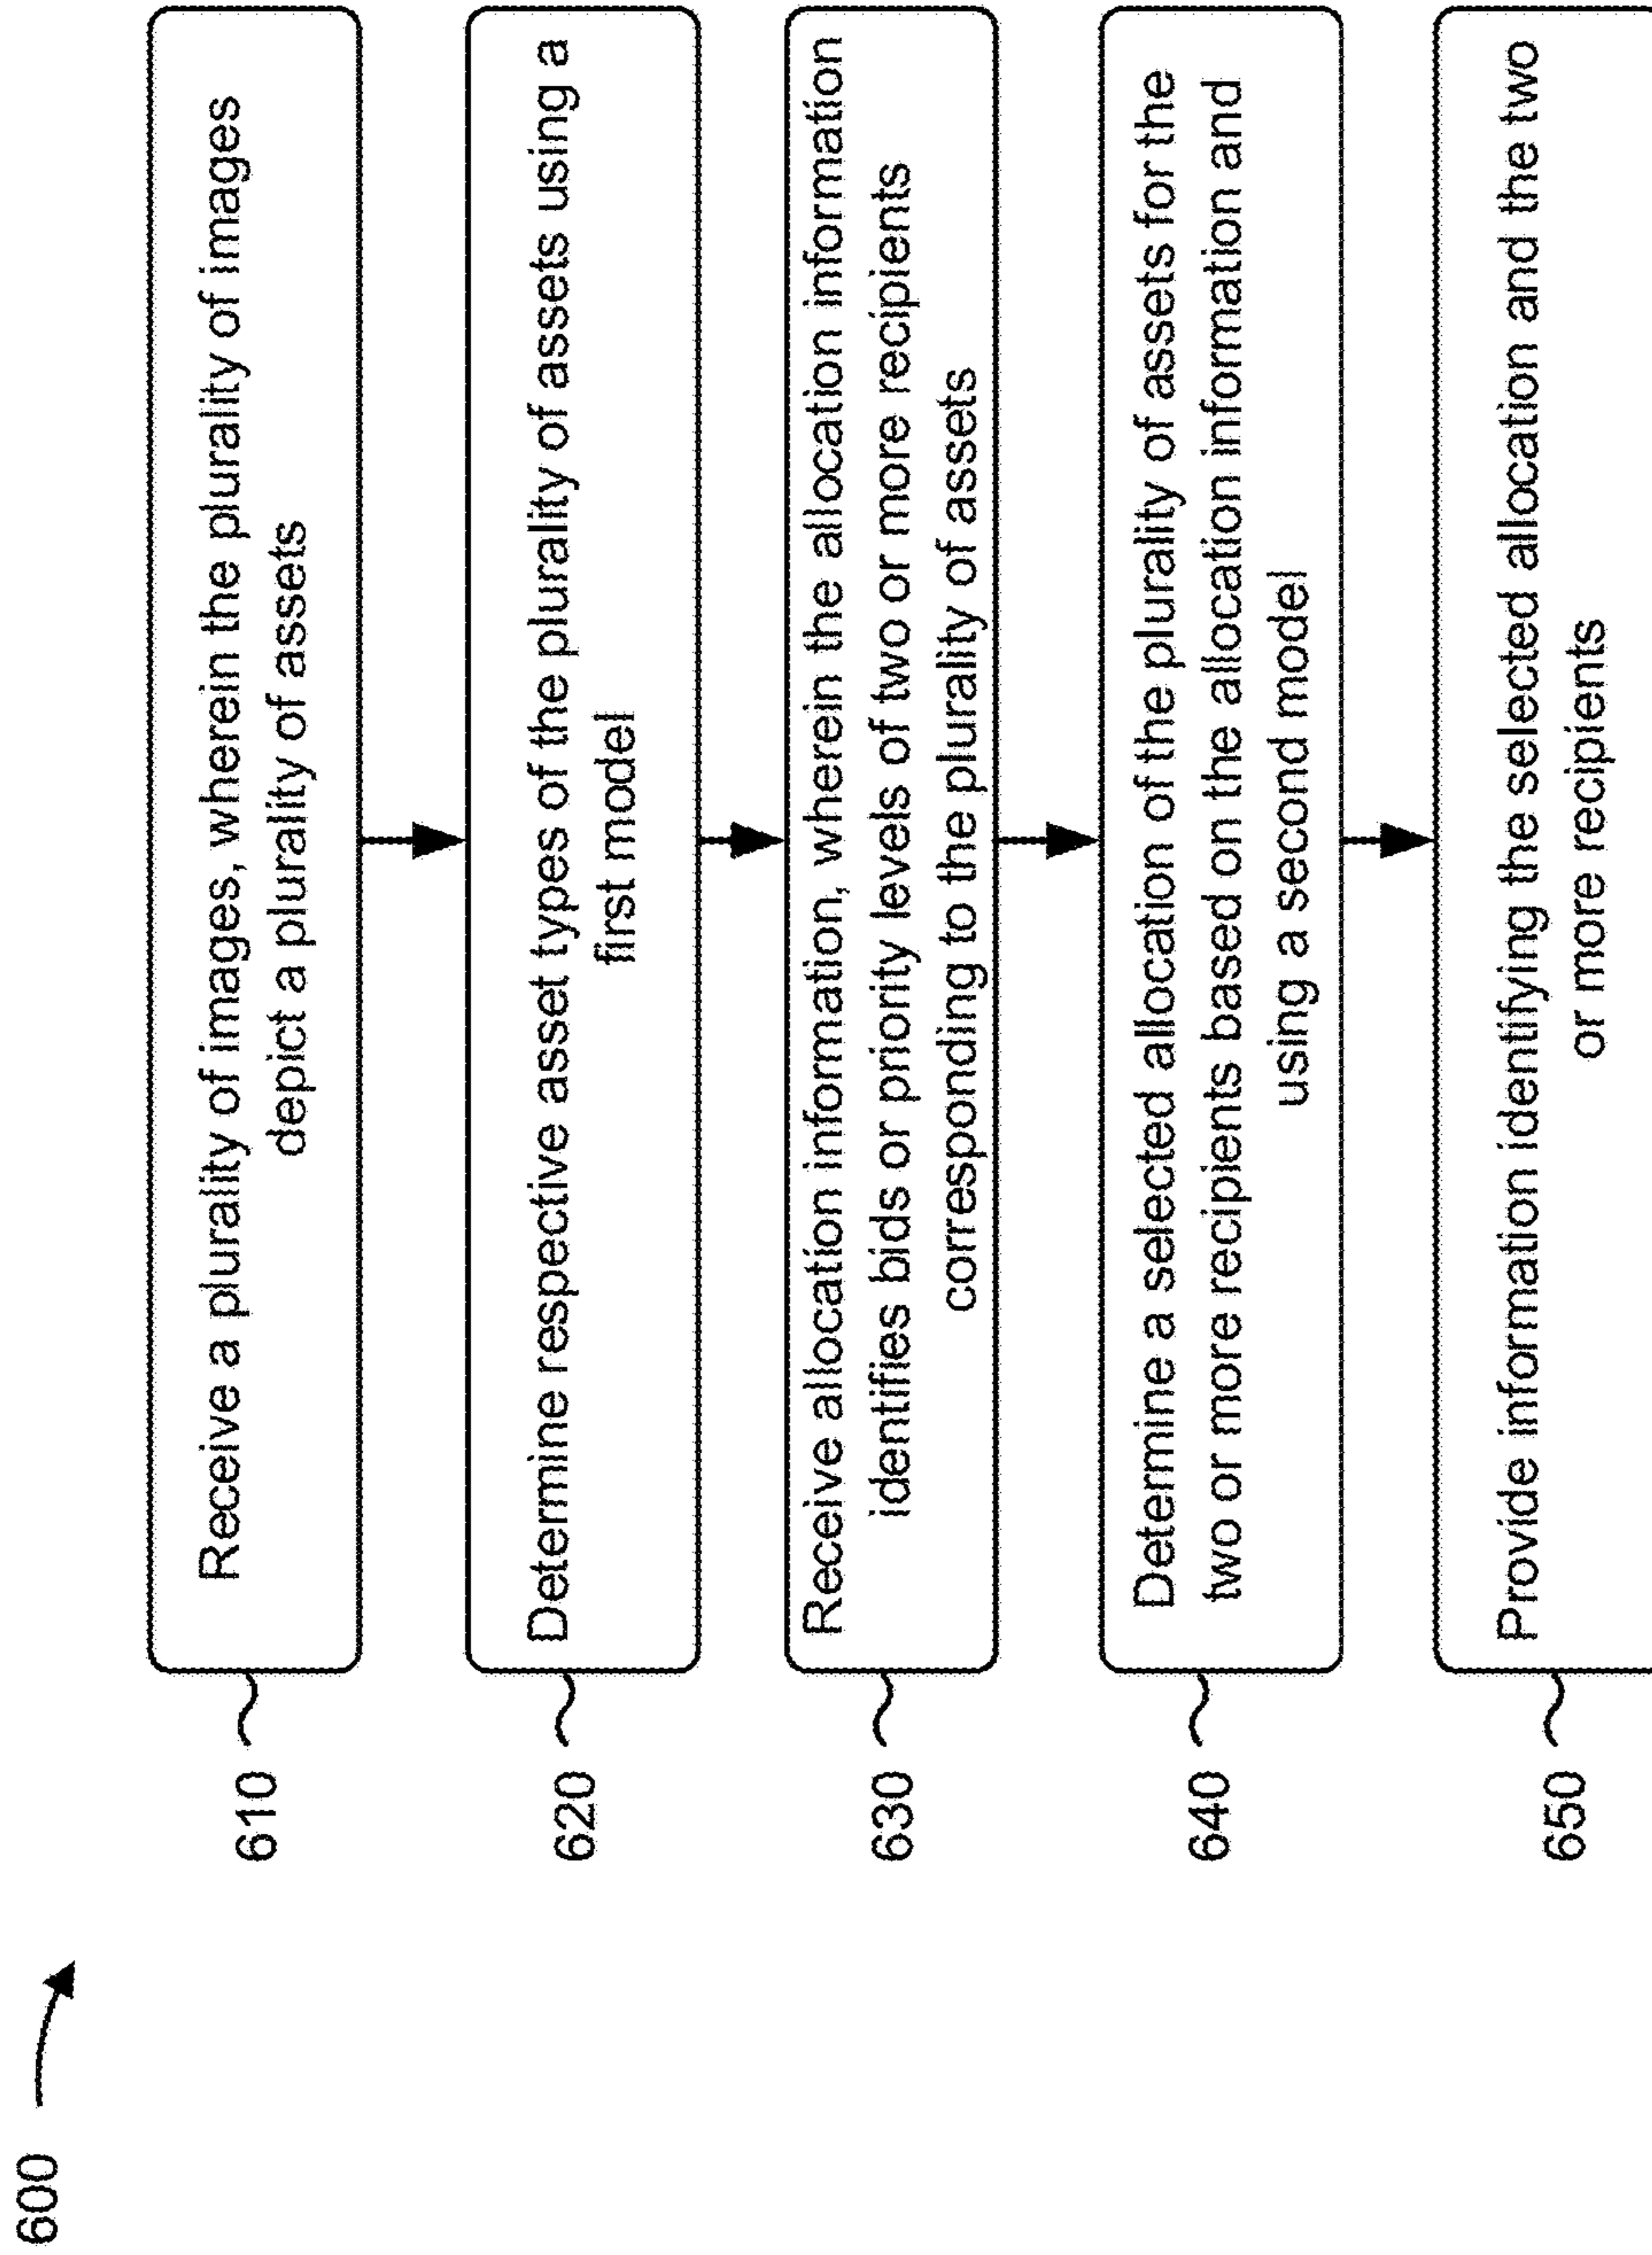 600
610
Receive a plurality of images, wherein the plurality of images
depict a plurality of assets
620
Determine respective asset types of the plurality of assets using a
first model
630
Receive allocation information, wherein the allocation information
identifies bids or priority levels of two or more recipients
corresponding to the plurality of assets
640
Determine a selected allocation of the plurality of assets for the
two or more recipients based on the allocation information and
using a second model
650
Provide information identifying the selected allocation and the two
or more recipients